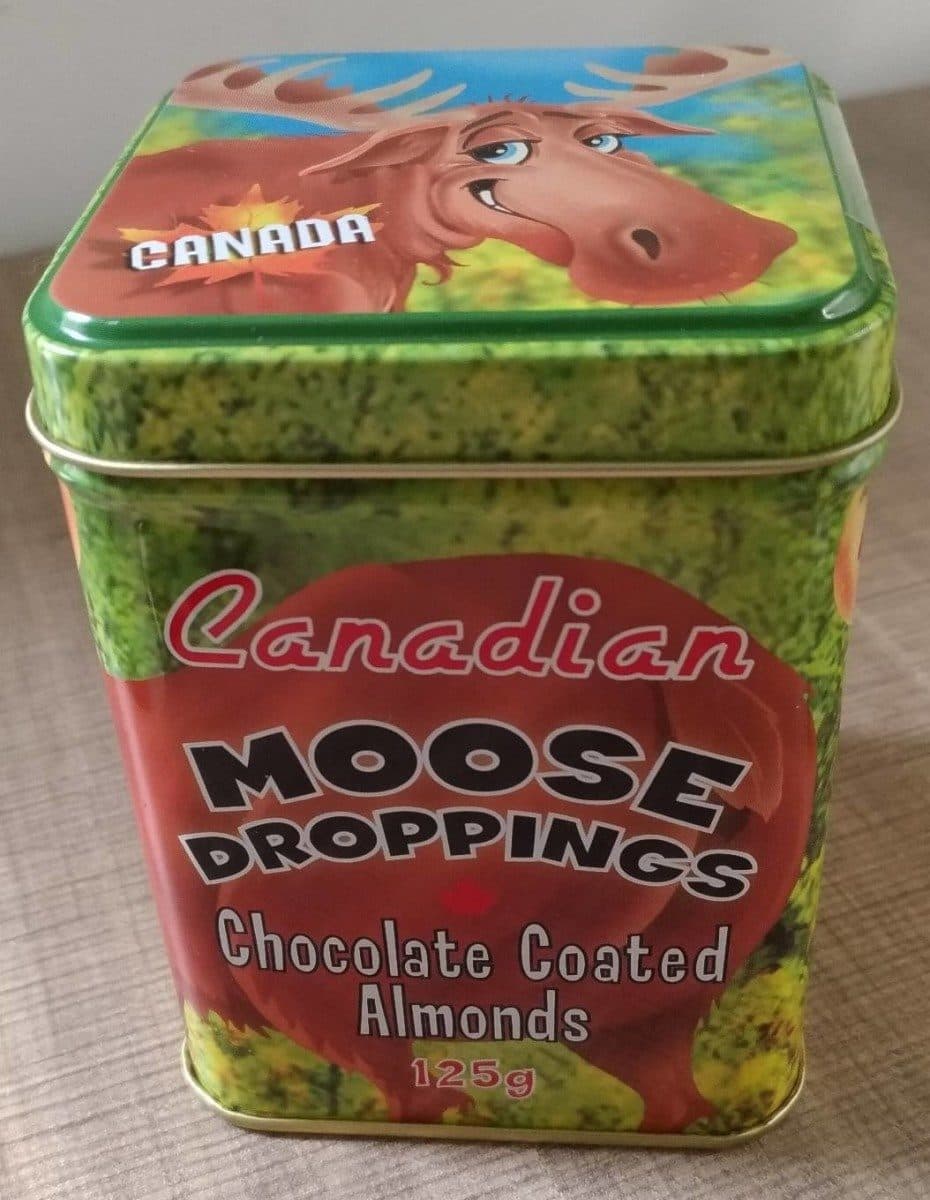 CANADA
Canadian
MOOSE
DROPPINGS
Chocolate Coated
Almonds
125g